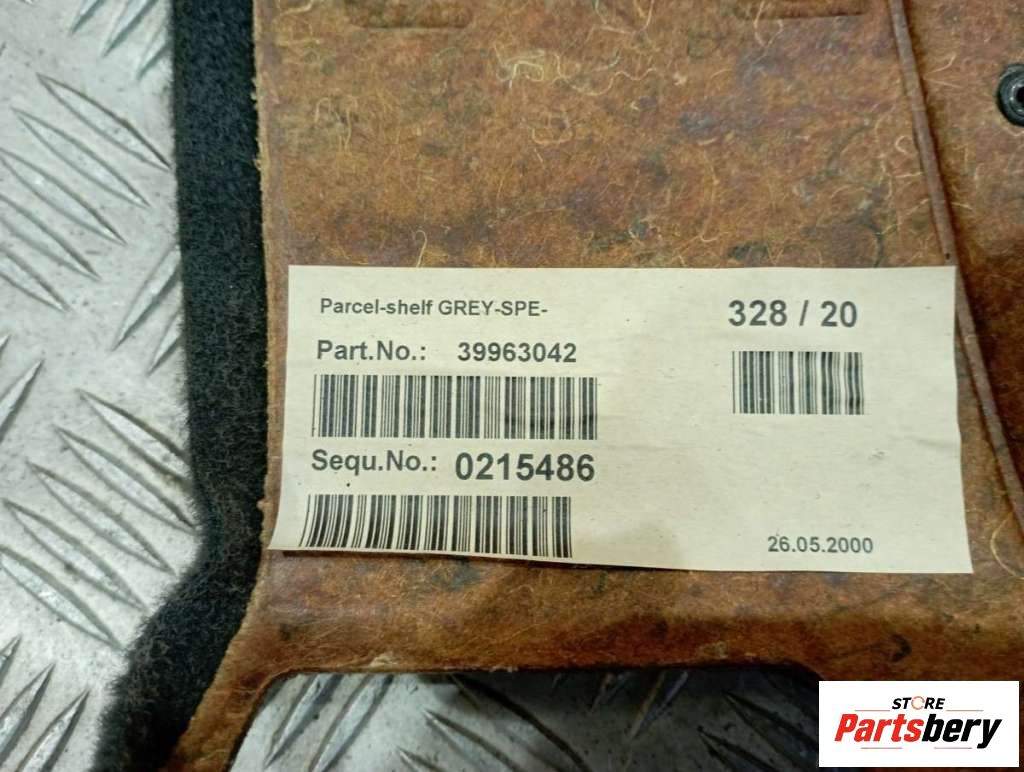 Parcel-shelf GREY-SPE-
328 / 20
Part.No.: 39963042
Sequ.No.: 0215486
26.05.2000
STORE
Partsbery